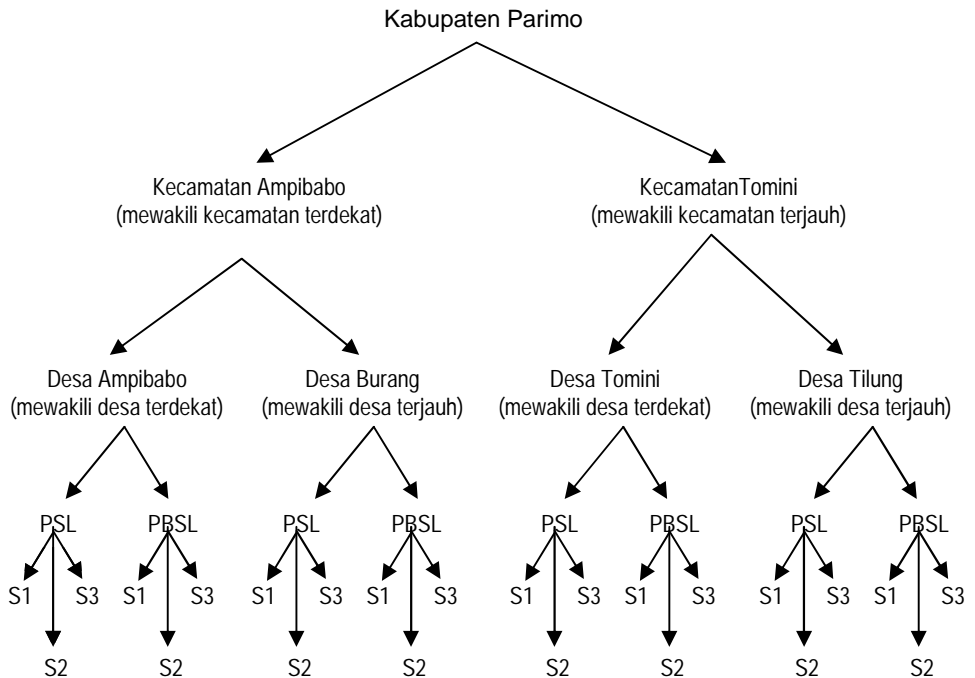 Kabupaten Parimo
Kecamatan Ampibabo
(mewakili kecamatan terdekat)
KecamatanTomini
(mewakili kecamatan terjauh)
Desa Ampibabo
(mewakili desa terdekat)
Desa Burang
(mewakili desa terjauh)
Desa Tomini
(mewakili desa terdekat)
Desa Tilung
(mewakili desa terjauh)
PSL PBSL PSL PBSL PSL PBSL PSL PBSL
S1 S3 S1 S3 S1 S3 S1 S3 S1 S3 S1 S3 S1 S3 S1 S3
S2 S2 S2 S2 S2 S2 S2 S2